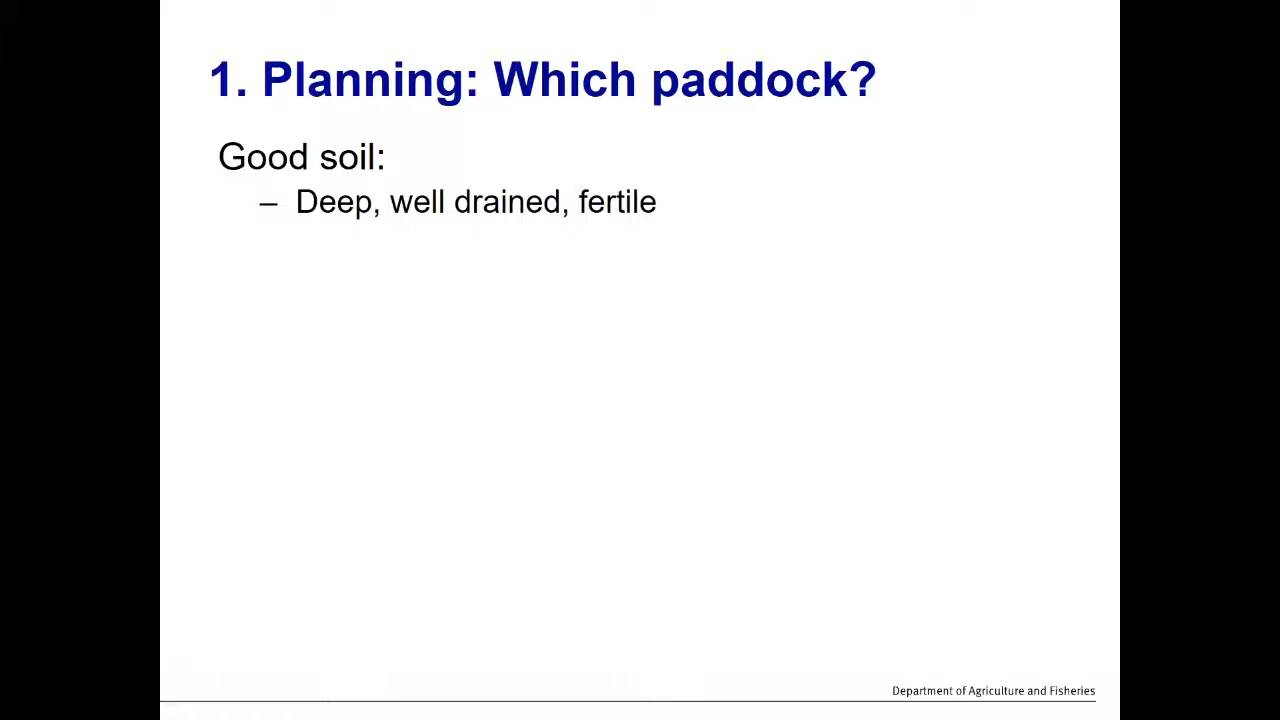 1. Planning: Which paddock?
Good soil:
– Deep, well drained, fertile
Department of Agriculture and Fisheries